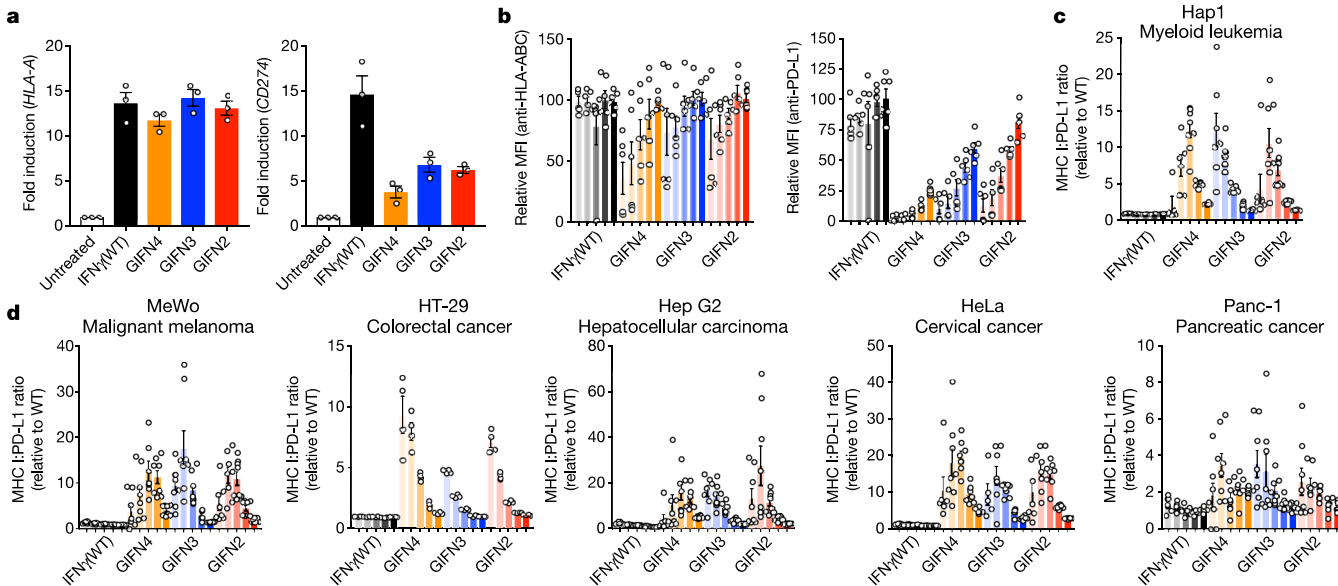 a
Fold induction (HLA-A)
20
15
10
5
0
Untreated
IFNγ(WT)
GIFN4
GIFN3
GIFN2
Fold induction (CD274)
20
15
10
5
0
Untreated
IFNγ(WT)
GIFN4
GIFN3
GIFN2
b
Relative MFI (anti-HLA-ABC)
150
100
50
0
IFNγ(WT)
GIFN4
GIFN3
GIFN2
Relative MFI (anti-PD-L1)
150
125
100
75
50
25
0
IFNγ(WT)
GIFN4
GIFN3
GIFN2
c
Hap1
Myeloid leukemia
MHC I:PD-L1 ratio
(relative to WT)
25
20
15
10
5
0
IFNγ(WT)
GIFN4
GIFN3
GIFN2
d
MeWo
Malignant melanoma
MHC I:PD-L1 ratio
(relative to WT)
40
30
20
10
0
IFNγ(WT)
GIFN4
GIFN3
GIFN2
HT-29
Colorectal cancer
MHC I:PD-L1 ratio
(relative to WT)
15
10
5
0
IFNγ(WT)
GIFN4
GIFN3
GIFN2
Hep G2
Hepatocellular carcinoma
MHC I:PD-L1 ratio
(relative to WT)
80
60
40
20
0
IFNγ(WT)
GIFN4
GIFN3
GIFN2
HeLa
Cervical cancer
MHC I:PD-L1 ratio
(relative to WT)
50
40
30
20
10
0
IFNγ(WT)
GIFN4
GIFN3
GIFN2
Panc-1
Pancreatic cancer
MHC I:PD-L1 ratio
(relative to WT)
10
8
6
4
2
0
IFNγ(WT)
GIFN4
GIFN3
GIFN2